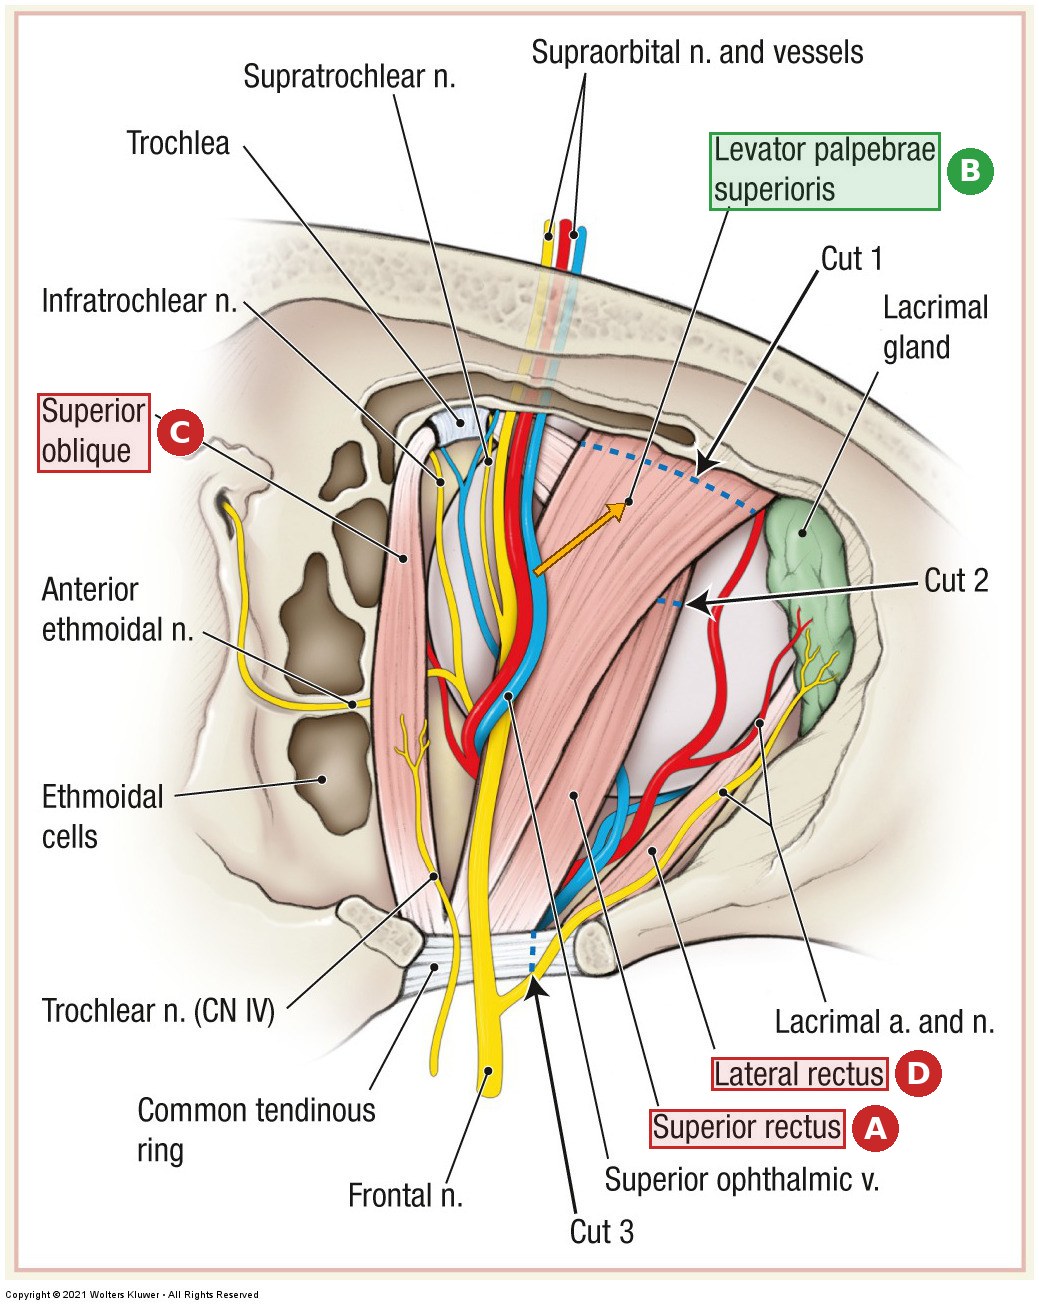 Supraorbital n. and vessels
Supratrochlear n.
Trochlea
Levator palpebrae
superioris
B
Cut 1
Infratrochlear n.
Lacrimal
gland
Superior
oblique
C
Anterior
ethmoidal n.
Cut 2
Ethmoidal
cells
Trochlear n. (CN IV)
Lacrimal a. and n.
Lateral rectus
D
Common tendinous
ring
Superior rectus
A
Frontal n.
Superior ophthalmic v.
Cut 3
Copyright © 2021 Wolters Kluwer · All Rights Reserved